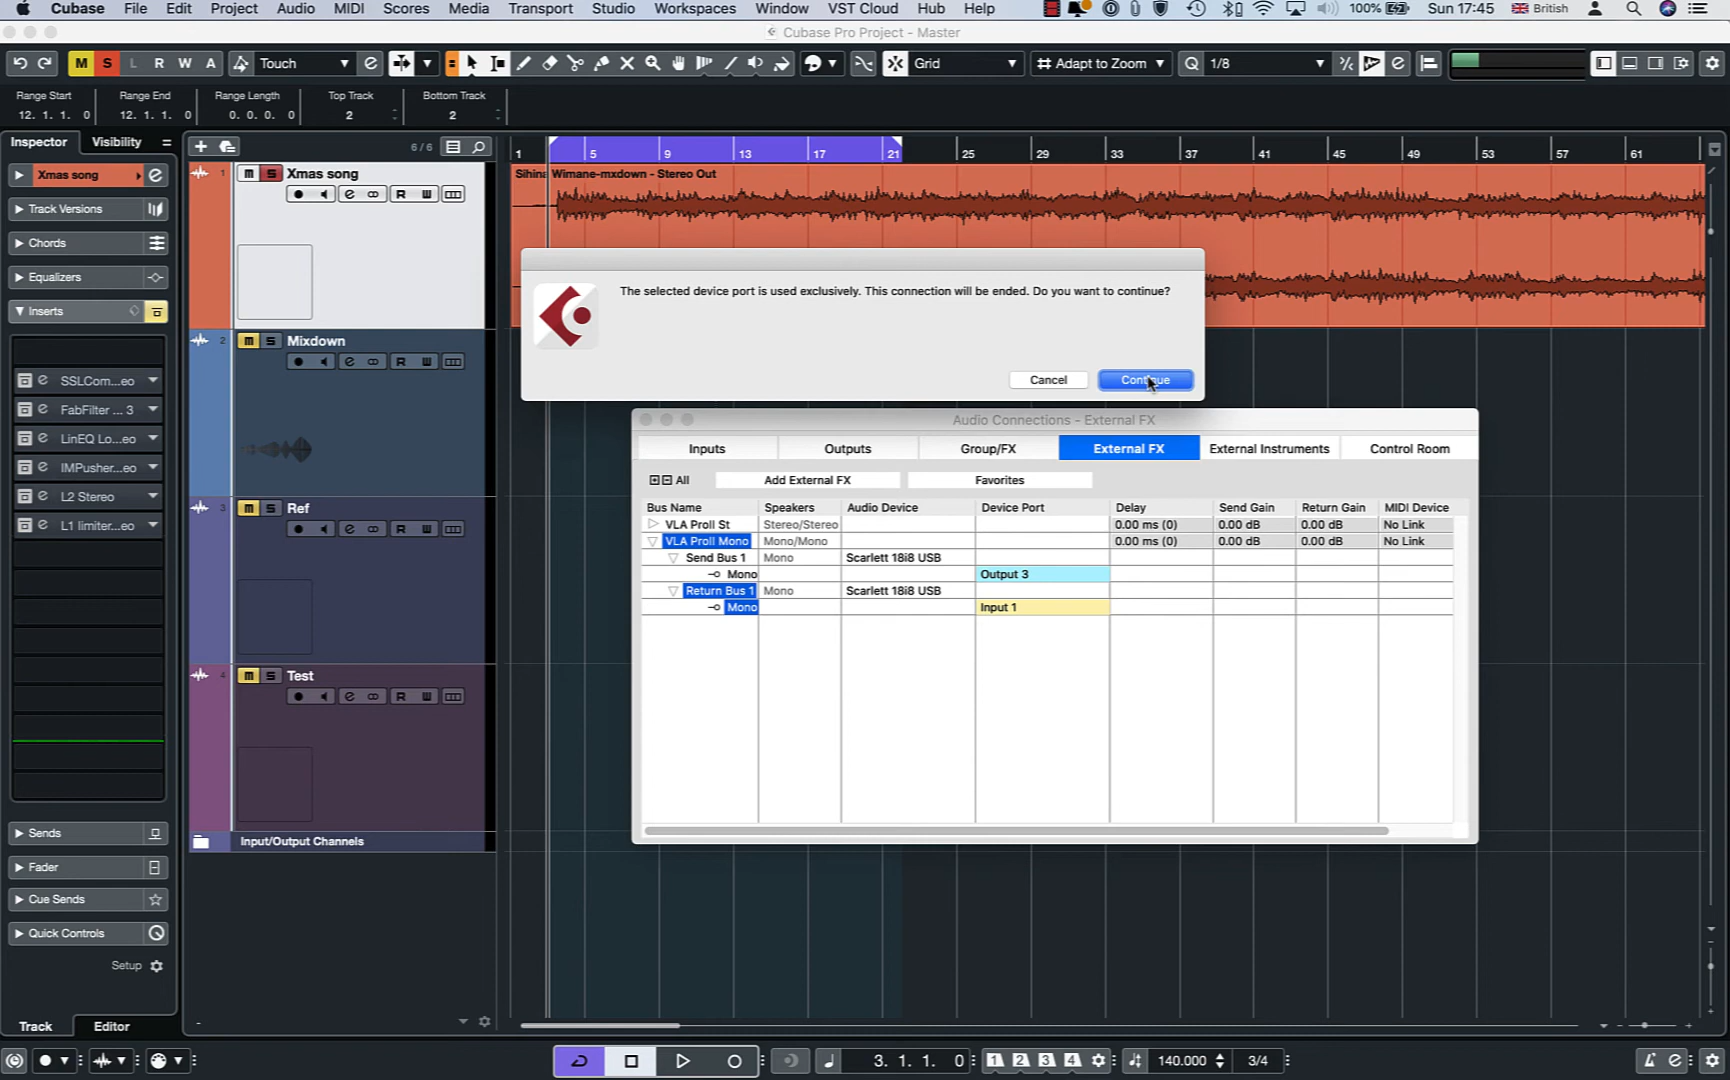 Cubase File Edit Project Audio MIDI Scores Media Transport Studio Workspaces Window VST Cloud Hub Help 100% Sun 17:45 British
Cubase Pro Project - Master
M S L R W A Touch Grid Adapt to Zoom Q 1/8
Range Start Range End Range Length Top Track Bottom Track
12. 1. 1. 0 12. 1. 1. 0 0. 0. 0. 0 2 2
Inspector Visibility 6/6 1 5 9 13 17 21 25 29 33 37 41 45 49 53 57 61
Xmas song
1 m S Xmas song
R W
Sihina Wimane-mxdown - Stereo Out
Track Versions
Chords
Equalizers
Inserts
SSLCom...eo
FabFilter ... 3
LinEQ Lo...eo
IMPusher...eo
L2 Stereo
L1 limiter...eo
2 m S Mixdown
R W
3 m S Ref
R W
4 m S Test
R W
Input/Output Channels
The selected device port is used exclusively. This connection will be ended. Do you want to continue?
Cancel Continue
Audio Connections - External FX
Inputs Outputs Group/FX External FX External Instruments Control Room
All Add External FX Favorites
Bus Name Speakers Audio Device Device Port Delay Send Gain Return Gain MIDI Device
VLA Proll St Stereo/Stereo 0.00 ms (0) 0.00 dB 0.00 dB No Link
VLA Proll Mono Mono/Mono 0.00 ms (0) 0.00 dB 0.00 dB No Link
Send Bus 1 Mono Scarlett 18i8 USB
Mono Output 3
Return Bus 1 Mono Scarlett 18i8 USB
Mono Input 1
Sends
Fader
Cue Sends
Quick Controls
Setup
Track Editor
3. 1. 1. 0 1 2 3 4 140.000 3/4